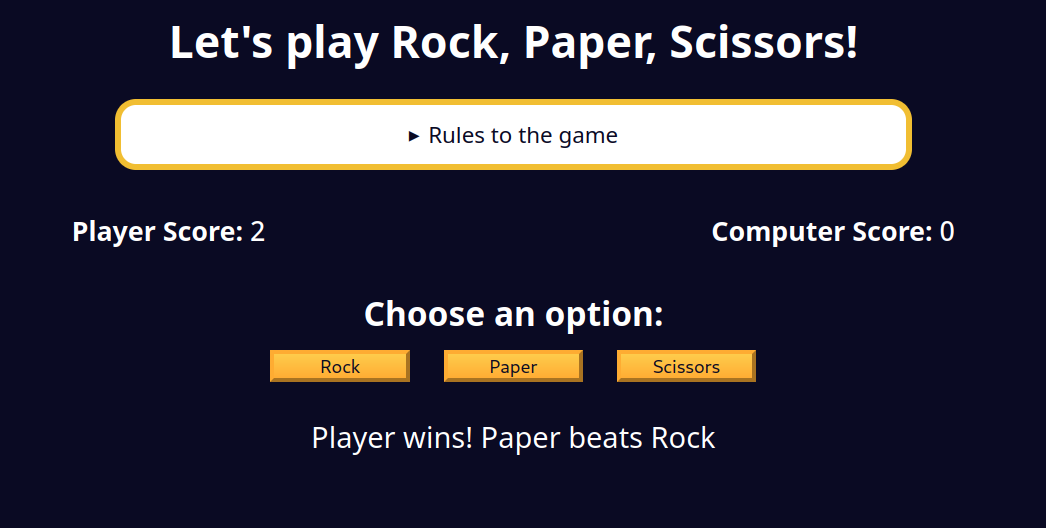 Let's play Rock, Paper, Scissors!
▸ Rules to the game
Player Score: 2
Computer Score: 0
Choose an option:
Rock
Paper
Scissors
Player wins! Paper beats Rock